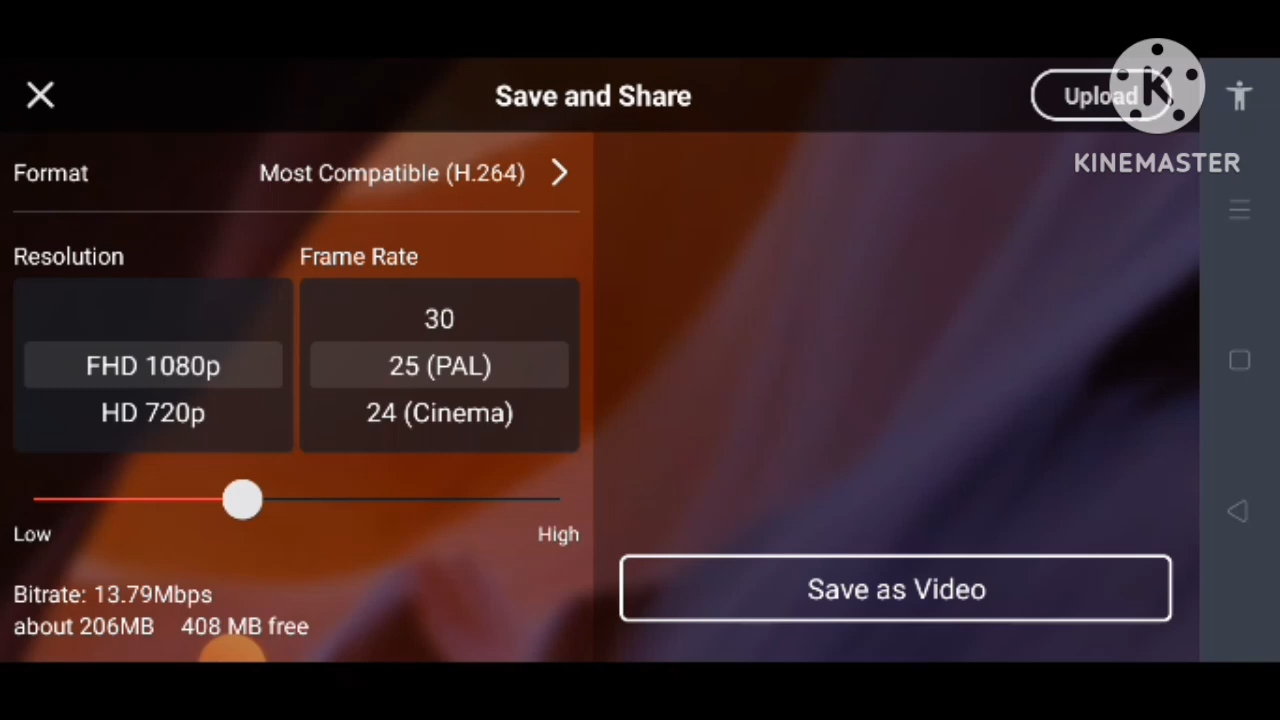 Save and Share
Upload
K
KINEMASTER
Format
Most Compatible (H.264)
Resolution
Frame Rate
30
FHD 1080p
25 (PAL)
HD 720p
24 (Cinema)
Low
High
Bitrate: 13.79Mbps
about 206MB 408 MB free
Save as Video